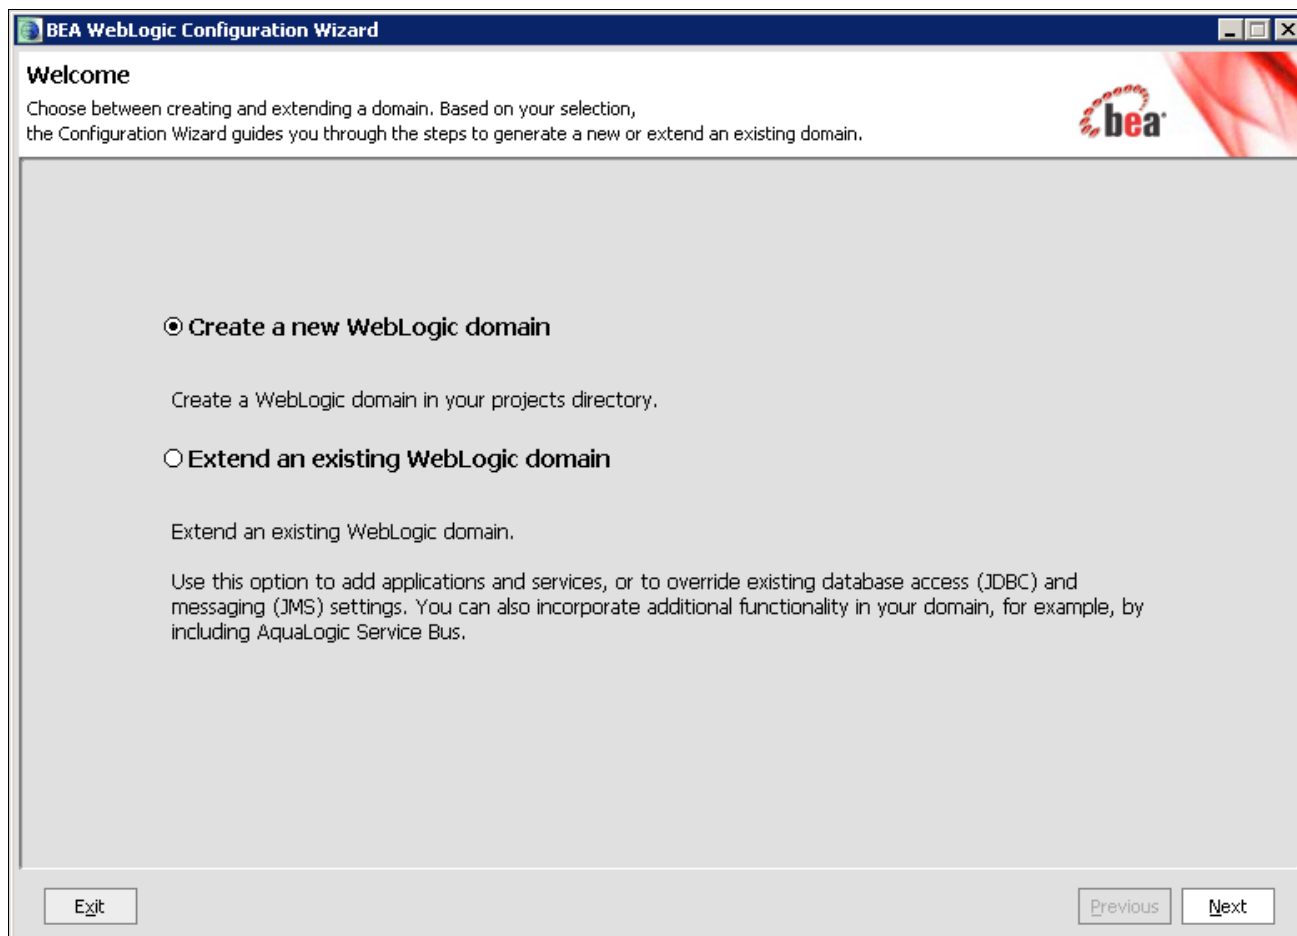 BEA WebLogic Configuration Wizard
Welcome
Choose between creating and extending a domain. Based on your selection,
the Configuration Wizard guides you through the steps to generate a new or extend an existing domain.
bea
Create a new WebLogic domain
Create a WebLogic domain in your projects directory.
Extend an existing WebLogic domain
Extend an existing WebLogic domain.
Use this option to add applications and services, or to override existing database access (JDBC) and
messaging (JMS) settings. You can also incorporate additional functionality in your domain, for example, by
including AquaLogic Service Bus.
Exit
Previous
Next